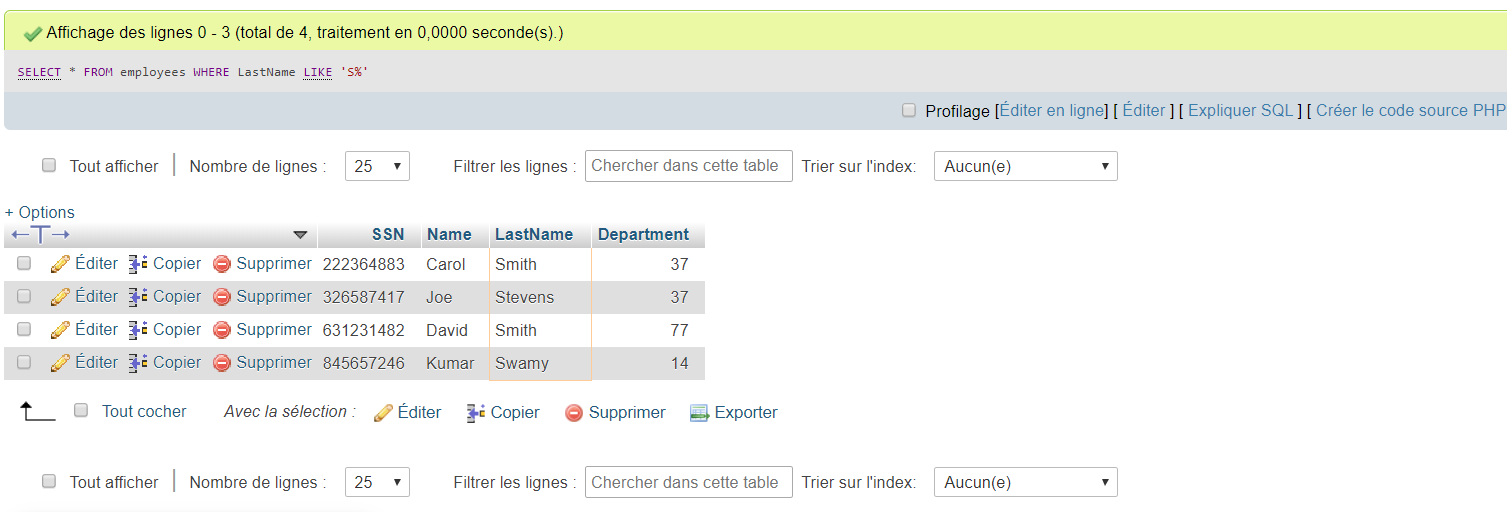 Affichage des lignes 0 - 3 (total de 4, traitement en 0,0000 seconde(s).)
SELECT * FROM employees WHERE LastName LIKE 'S%'
Profilage [Éditer en ligne] [ Éditer ] [ Expliquer SQL ] [ Créer le code source PHP
Tout afficher Nombre de lignes : 25 Filtrer les lignes : Chercher dans cette table Trier sur l'index: Aucun(e)
+ Options
SSN Name LastName Department
Éditer Copier Supprimer 222364883 Carol Smith 37
Éditer Copier Supprimer 326587417 Joe Stevens 37
Éditer Copier Supprimer 631231482 David Smith 77
Éditer Copier Supprimer 845657246 Kumar Swamy 14
Tout cocher Avec la sélection : Éditer Copier Supprimer Exporter
Tout afficher Nombre de lignes : 25 Filtrer les lignes : Chercher dans cette table Trier sur l'index: Aucun(e)